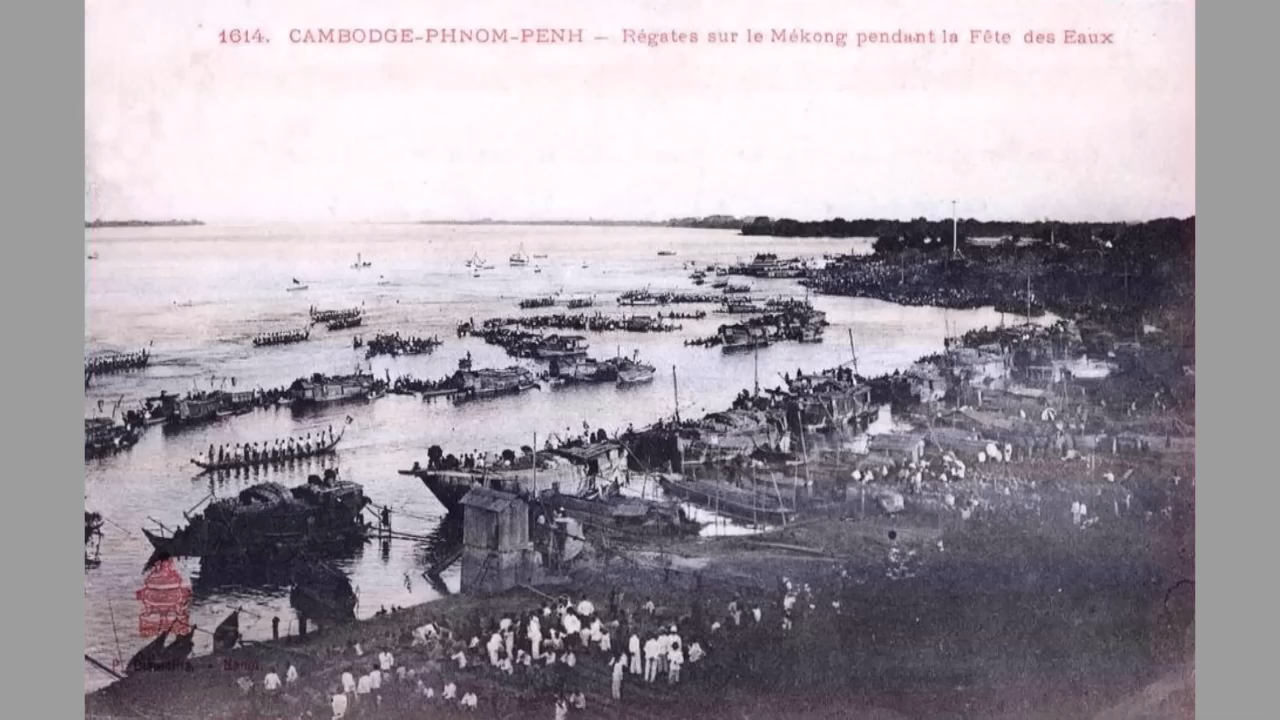 1614. CAMBODGE-PHNOM-PENH — Régates sur le Mékong pendant la Fête des Eaux